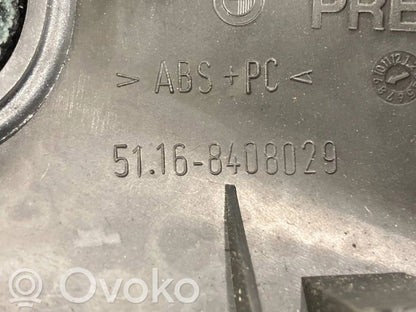 PRE
> ABS + PC <
51.16-8408029
Ovoko